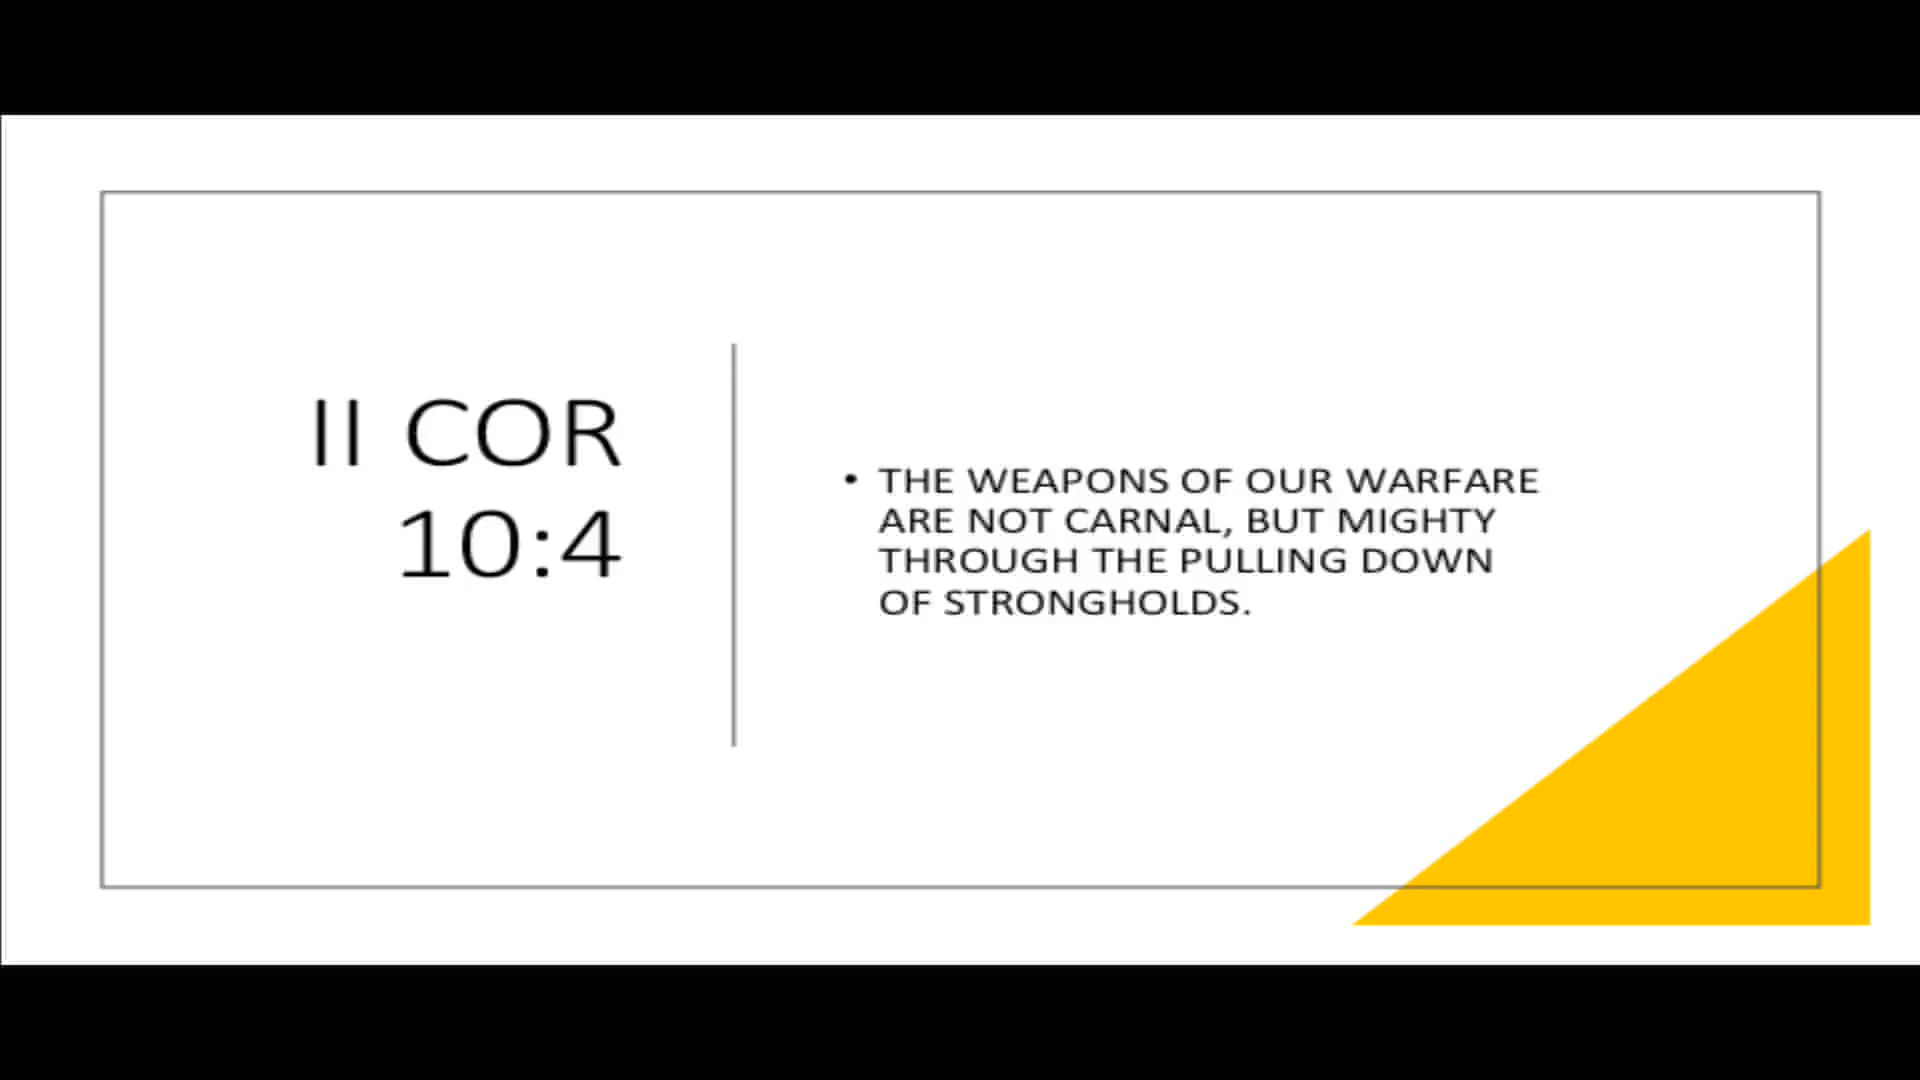 II COR
10:4
• THE WEAPONS OF OUR WARFARE
ARE NOT CARNAL, BUT MIGHTY
THROUGH THE PULLING DOWN
OF STRONGHOLDS.